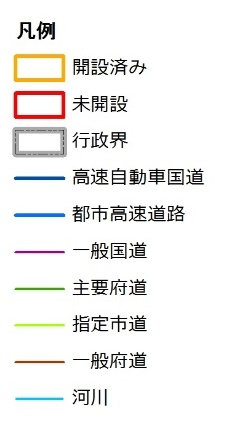 凡例
開設済み
未開設
行政界
高速自動車国道
都市高速道路
一般国道
主要府道
指定市道
一般府道
河川